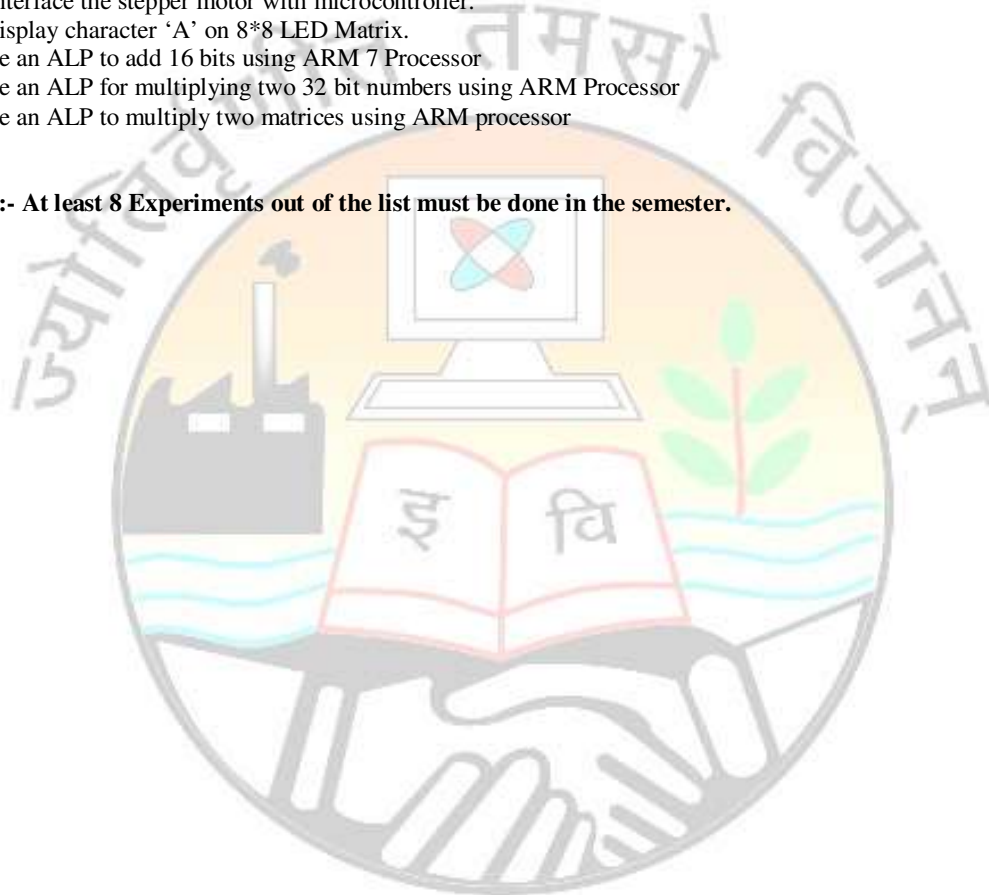 nterface the stepper motor with microcontroller.
isplay character ‘A’ on 8*8 LED Matrix.
e an ALP to add 16 bits using ARM 7 Processor
e an ALP for multiplying two 32 bit numbers using ARM Processor
e an ALP to multiply two matrices using ARM processor
:- At least 8 Experiments out of the list must be done in the semester.
ज्योतिर्वृणीत तमसो विजानन्
इ वि